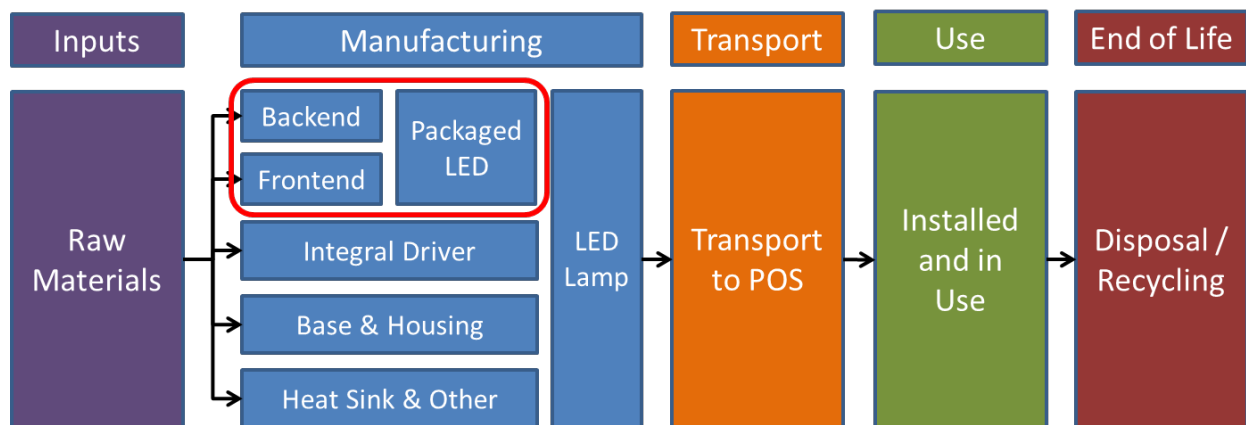 Inputs
Manufacturing
Transport
Use
End of Life
Raw
Materials
Backend
Frontend
Packaged
LED
Integral Driver
Base & Housing
Heat Sink & Other
LED
Lamp
Transport
to POS
Installed
and in
Use
Disposal /
Recycling